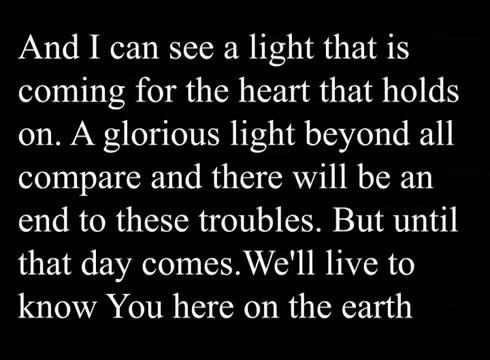 And I can see a light that is
coming for the heart that holds
on. A glorious light beyond all
compare and there will be an
end to these troubles. But until
that day comes.We'll live to
know You here on the earth